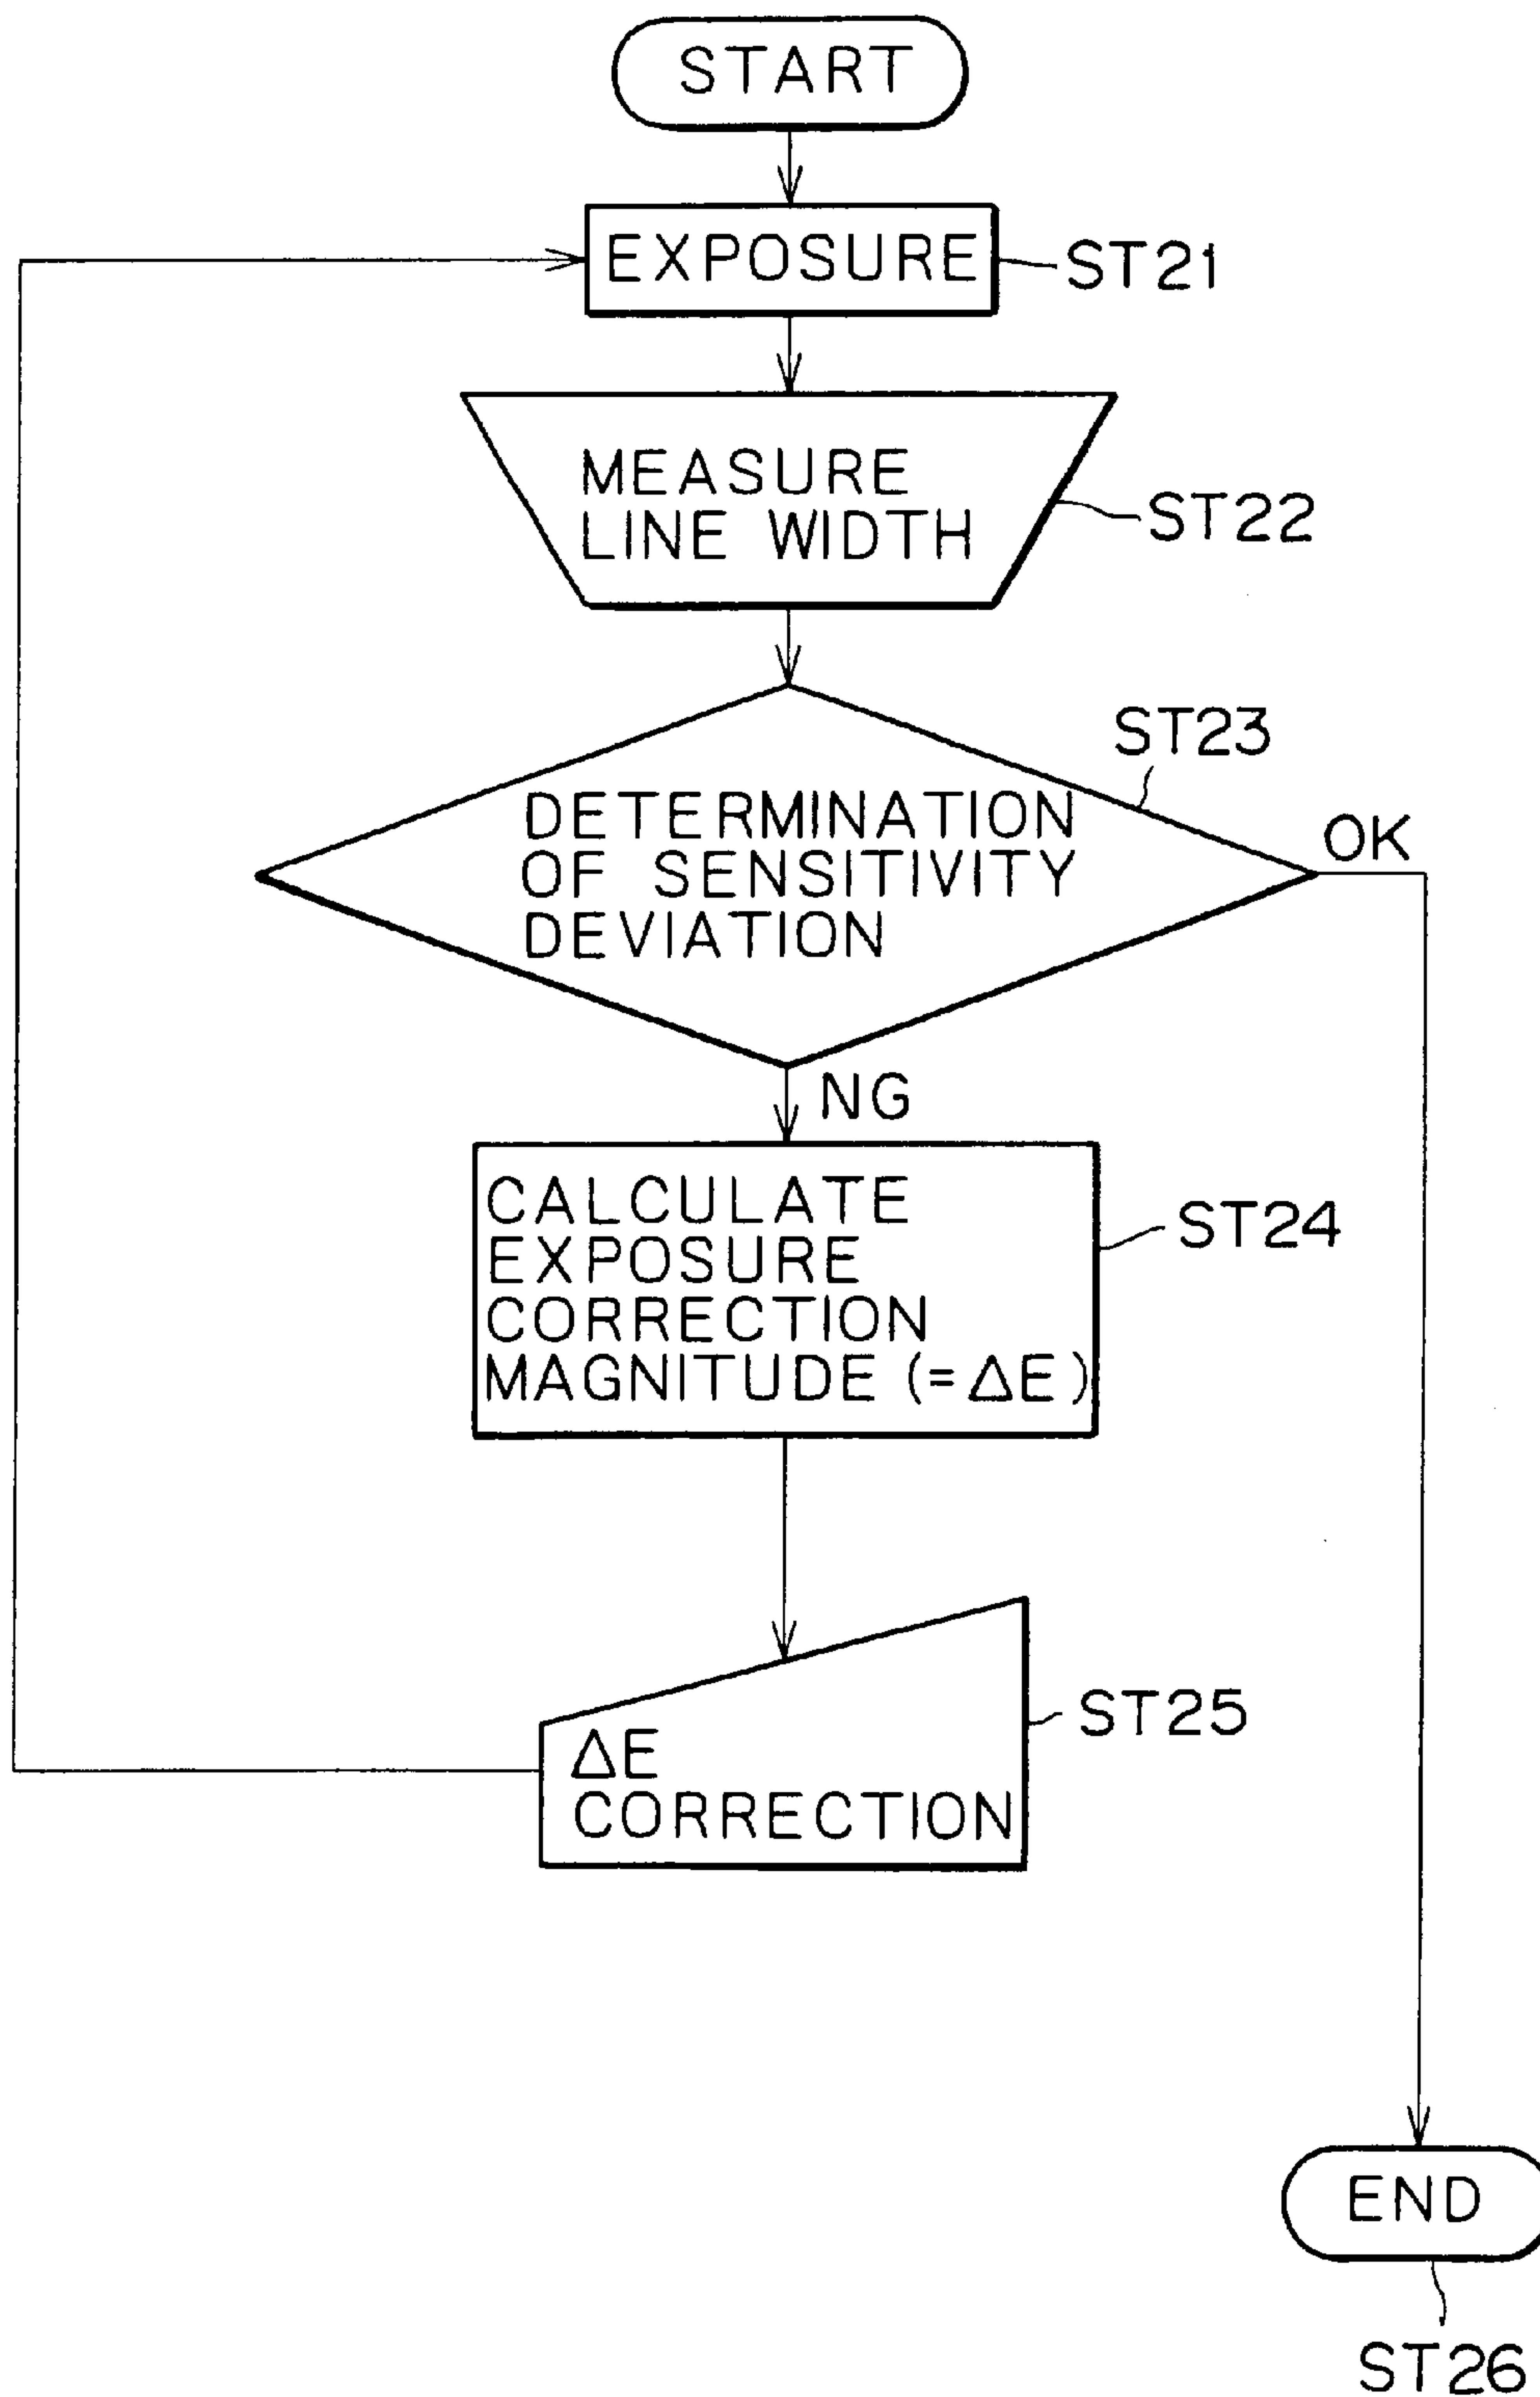 START
EXPOSURE
ST21
MEASURE
LINE WIDTH
ST22
ST23
DETERMINATION
OF SENSITIVITY
DEVIATION
OK
NG
CALCULATE
EXPOSURE
CORRECTION
MAGNITUDE (=ΔE)
ST24
ΔE
CORRECTION
ST25
END
ST26